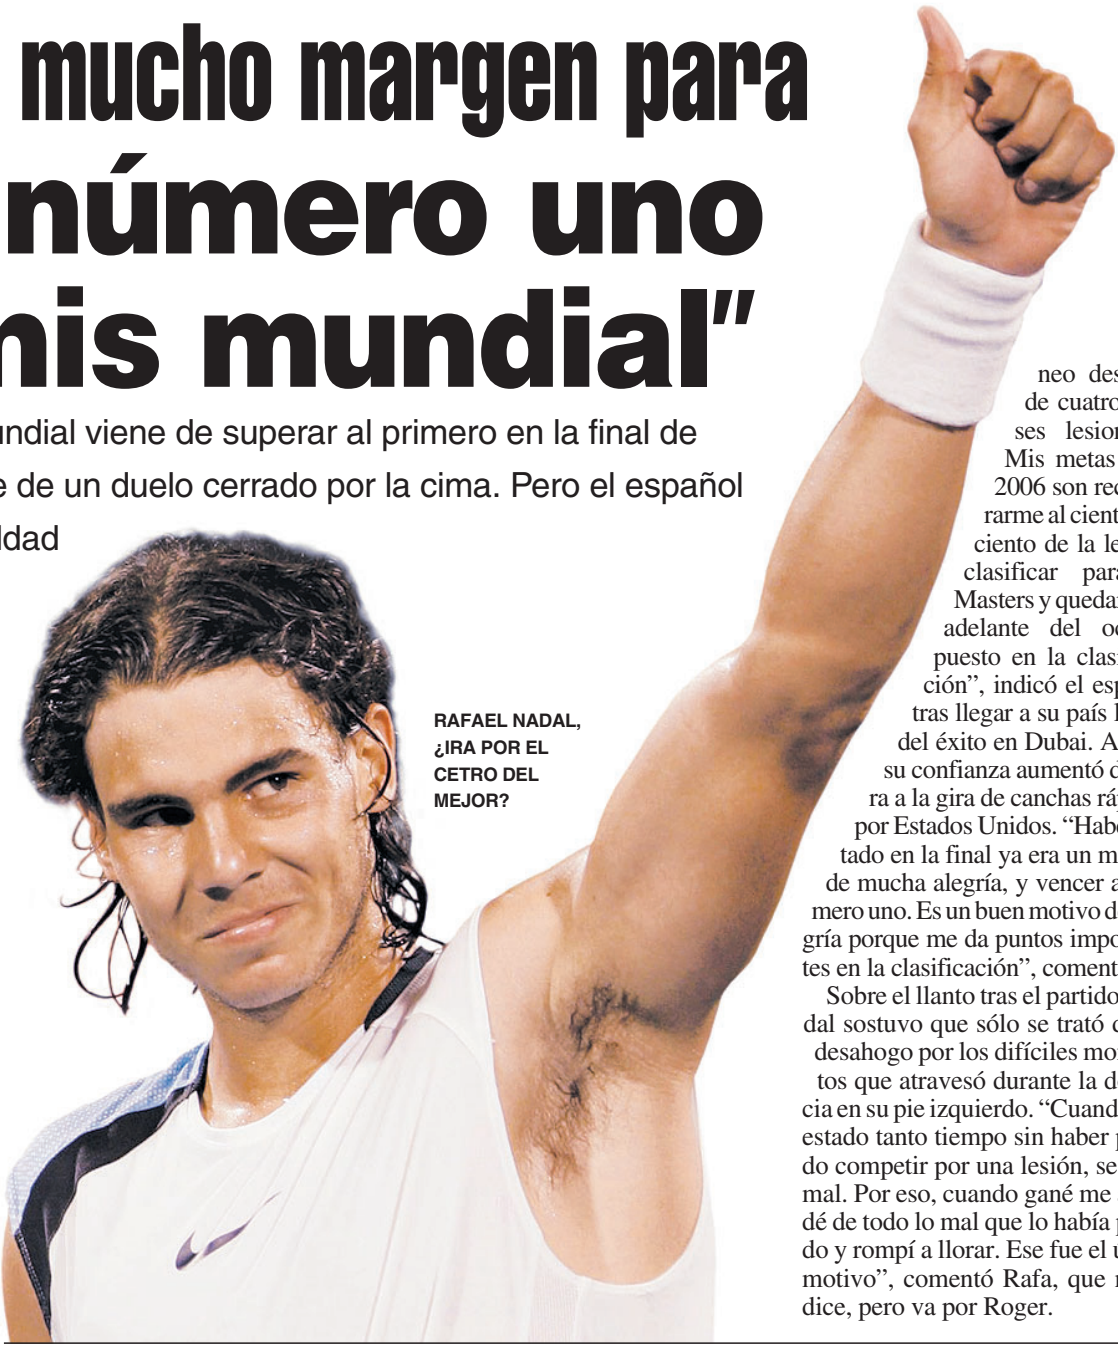 mucho margen para
número uno
nis mundial”
undial viene de superar al primero en la final de
e de un duelo cerrado por la cima. Pero el español
ldad
RAFAEL NADAL,
¿IRA POR EL
CETRO DEL
MEJOR?
neo des
de cuatro
ses lesion
Mis metas
2006 son rec
rarme al cient
ciento de la le
clasificar para
Masters y quedar
adelante del oc
puesto en la clasi
ción”, indicó el esp
tras llegar a su país l
del éxito en Dubai. A
su confianza aumentó d
ra a la gira de canchas ráp
por Estados Unidos. “Habe
tado en la final ya era un m
de mucha alegría, y vencer a
mero uno. Es un buen motivo d
gría porque me da puntos impo
tes en la clasificación”, coment
Sobre el llanto tras el partido
dal sostuvo que sólo se trató d
desahogo por los difíciles mor
tos que atravesó durante la d
cia en su pie izquierdo. “Cuand
estado tanto tiempo sin haber p
do competir por una lesión, se
mal. Por eso, cuando gané me
dé de todo lo mal que lo había p
do y rompí a llorar. Ese fue el ú
motivo”, comentó Rafa, que n
dice, pero va por Roger.